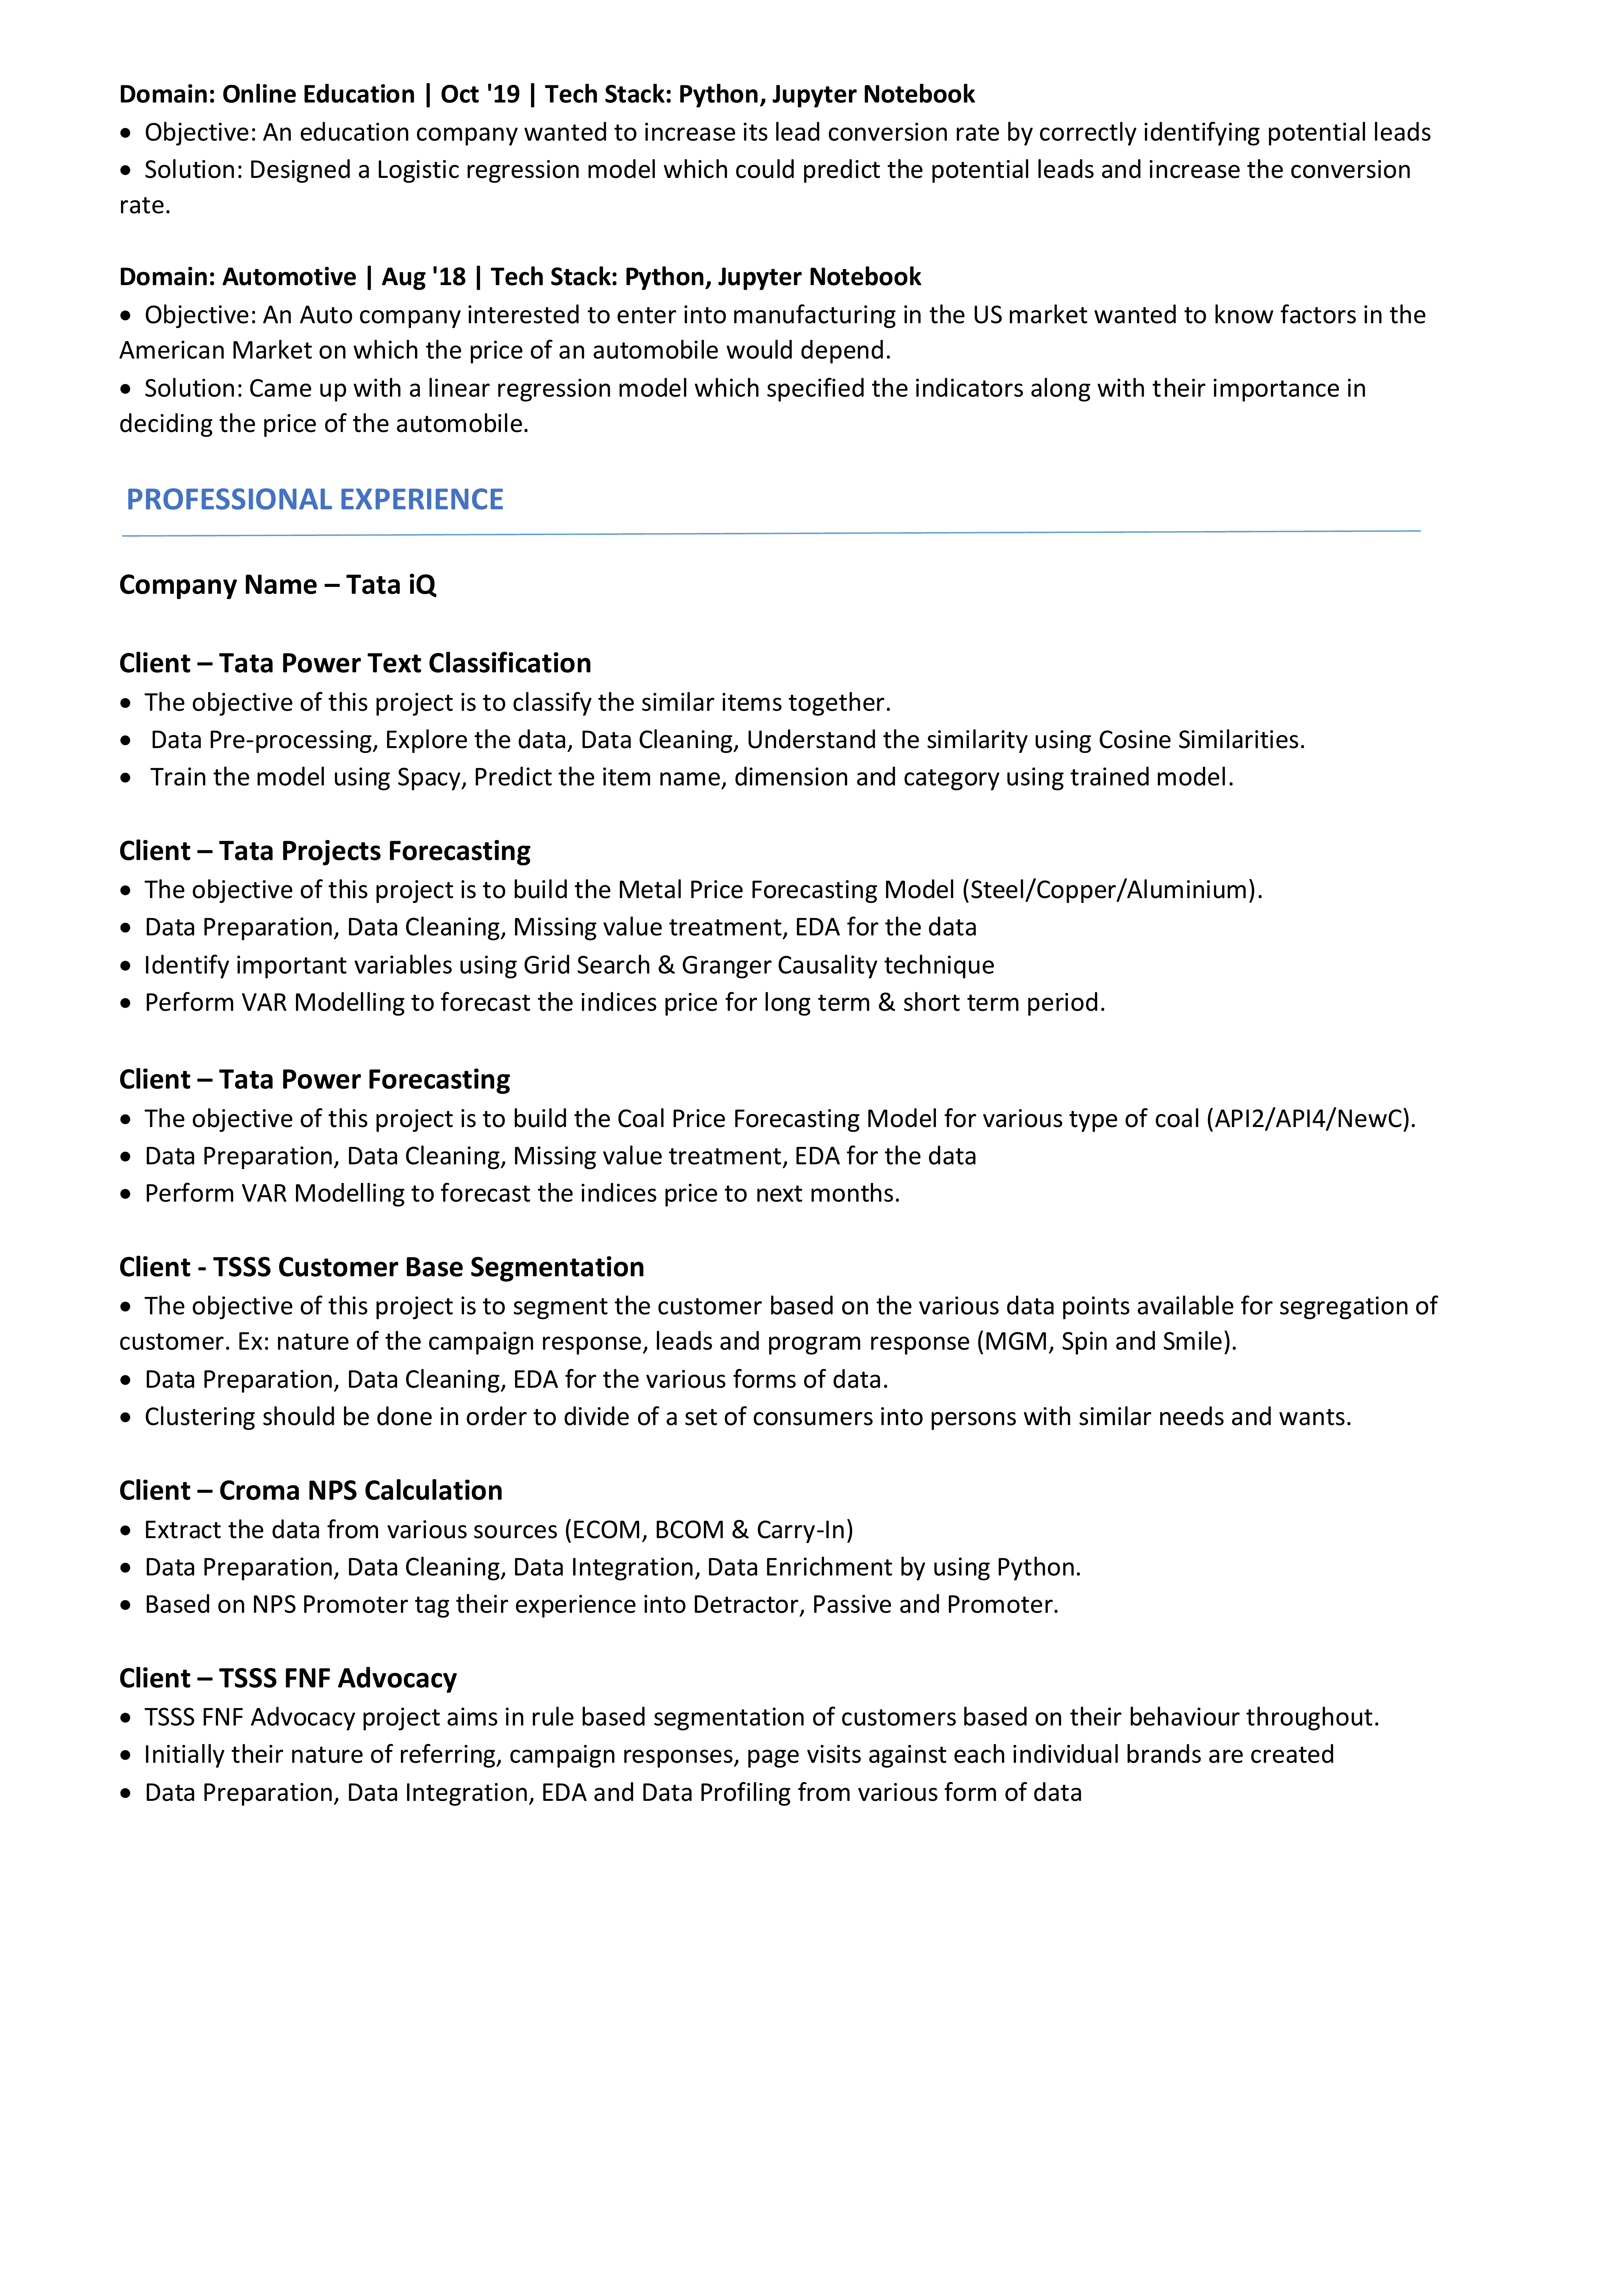 Domain: Online Education | Oct '19 | Tech Stack: Python, Jupyter Notebook
• Objective: An education company wanted to increase its lead conversion rate by correctly identifying potential leads
• Solution: Designed a Logistic regression model which could predict the potential leads and increase the conversion
rate.
Domain: Automotive | Aug '18 | Tech Stack: Python, Jupyter Notebook
• Objective: An Auto company interested to enter into manufacturing in the US market wanted to know factors in the
American Market on which the price of an automobile would depend.
• Solution: Came up with a linear regression model which specified the indicators along with their importance in
deciding the price of the automobile.
PROFESSIONAL EXPERIENCE
Company Name – Tata iQ
Client – Tata Power Text Classification
• The objective of this project is to classify the similar items together.
• Data Pre-processing, Explore the data, Data Cleaning, Understand the similarity using Cosine Similarities.
• Train the model using Spacy, Predict the item name, dimension and category using trained model.
Client – Tata Projects Forecasting
• The objective of this project is to build the Metal Price Forecasting Model (Steel/Copper/Aluminium).
• Data Preparation, Data Cleaning, Missing value treatment, EDA for the data
• Identify important variables using Grid Search & Granger Causality technique
• Perform VAR Modelling to forecast the indices price for long term & short term period.
Client – Tata Power Forecasting
• The objective of this project is to build the Coal Price Forecasting Model for various type of coal (API2/API4/NewC).
• Data Preparation, Data Cleaning, Missing value treatment, EDA for the data
• Perform VAR Modelling to forecast the indices price to next months.
Client - TSSS Customer Base Segmentation
• The objective of this project is to segment the customer based on the various data points available for segregation of
customer. Ex: nature of the campaign response, leads and program response (MGM, Spin and Smile).
• Data Preparation, Data Cleaning, EDA for the various forms of data.
• Clustering should be done in order to divide of a set of consumers into persons with similar needs and wants.
Client – Croma NPS Calculation
• Extract the data from various sources (ECOM, BCOM & Carry-In)
• Data Preparation, Data Cleaning, Data Integration, Data Enrichment by using Python.
• Based on NPS Promoter tag their experience into Detractor, Passive and Promoter.
Client – TSSS FNF Advocacy
• TSSS FNF Advocacy project aims in rule based segmentation of customers based on their behaviour throughout.
• Initially their nature of referring, campaign responses, page visits against each individual brands are created
• Data Preparation, Data Integration, EDA and Data Profiling from various form of data